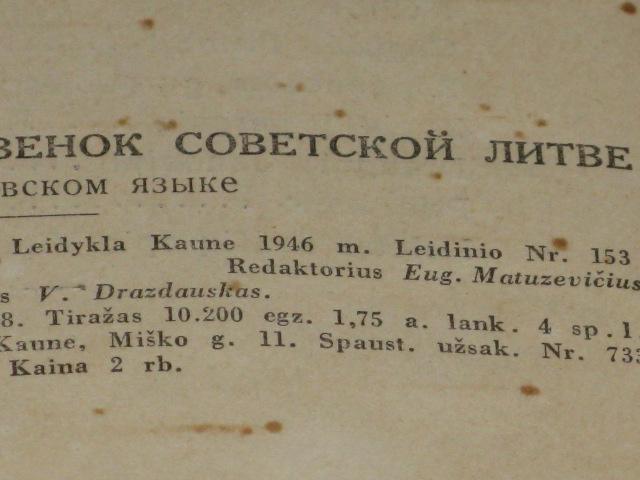 ВЕНОК СОВЕТСКОЙ ЛИТВЕ
ВСКОМ ЯЗЫКЕ
Leidykla Kaune 1946 m. Leidinio Nr. 153
Redaktorius Eug. Matuzevičius
s V. Drazdauskas.
8. Tiražas 10.200 egz. 1,75 a. lank. 4 sp. l.
Kaune, Miško g. 11. Spaust. užsak. Nr. 733
Kaina 2 rb.